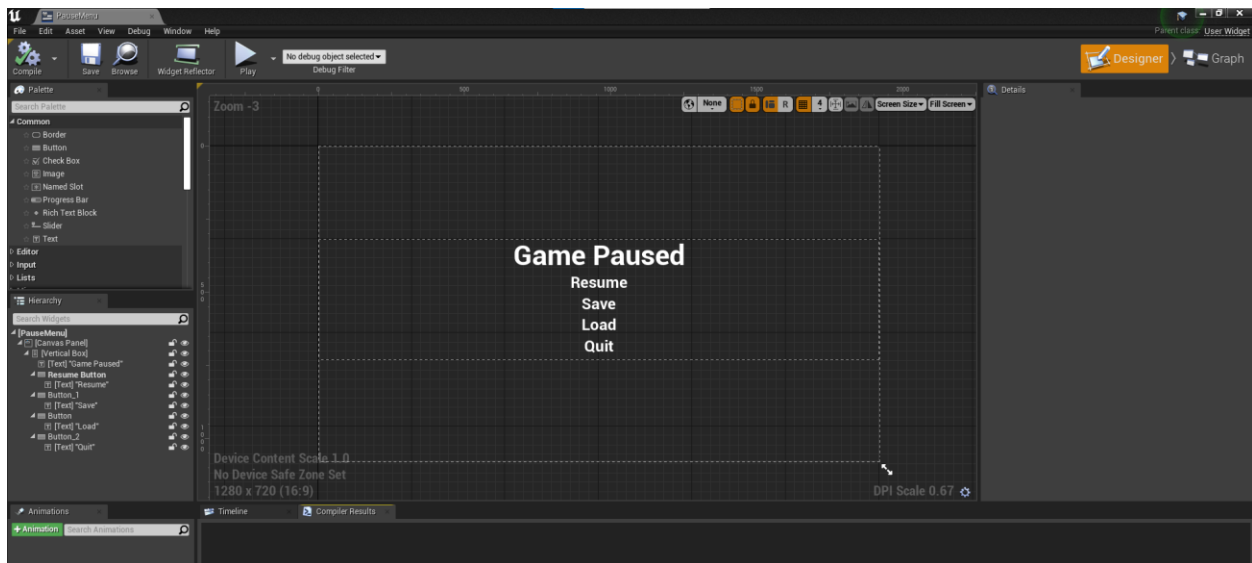 PauseMenu
File Edit Asset View Debug Window Help
Parent class: User Widget
Compile Save Browse Widget Reflector Play
No debug object selected
Debug Filter
Designer Graph
Palette
Search Palette
Common
Border
Button
Check Box
Image
Named Slot
Progress Bar
Rich Text Block
Slider
Text
Editor
Input
Lists
Zoom -3
0 500 1000 1500 2000
None R 4 Screen Size Fill Screen
0
500
1000
Game Paused
Resume
Save
Load
Quit
Device Content Scale 1.0
No Device Safe Zone Set
1280 x 720 (16:9)
DPI Scale 0.67
Details
Hierarchy
Search Widgets
[PauseMenu]
[Canvas Panel]
[Vertical Box]
[Text] "Game Paused"
Resume Button
[Text] "Resume"
Button_1
[Text] "Save"
Button
[Text] "Load"
Button_2
[Text] "Quit"
Animations
+Animation Search Animations
Timeline
Compiler Results